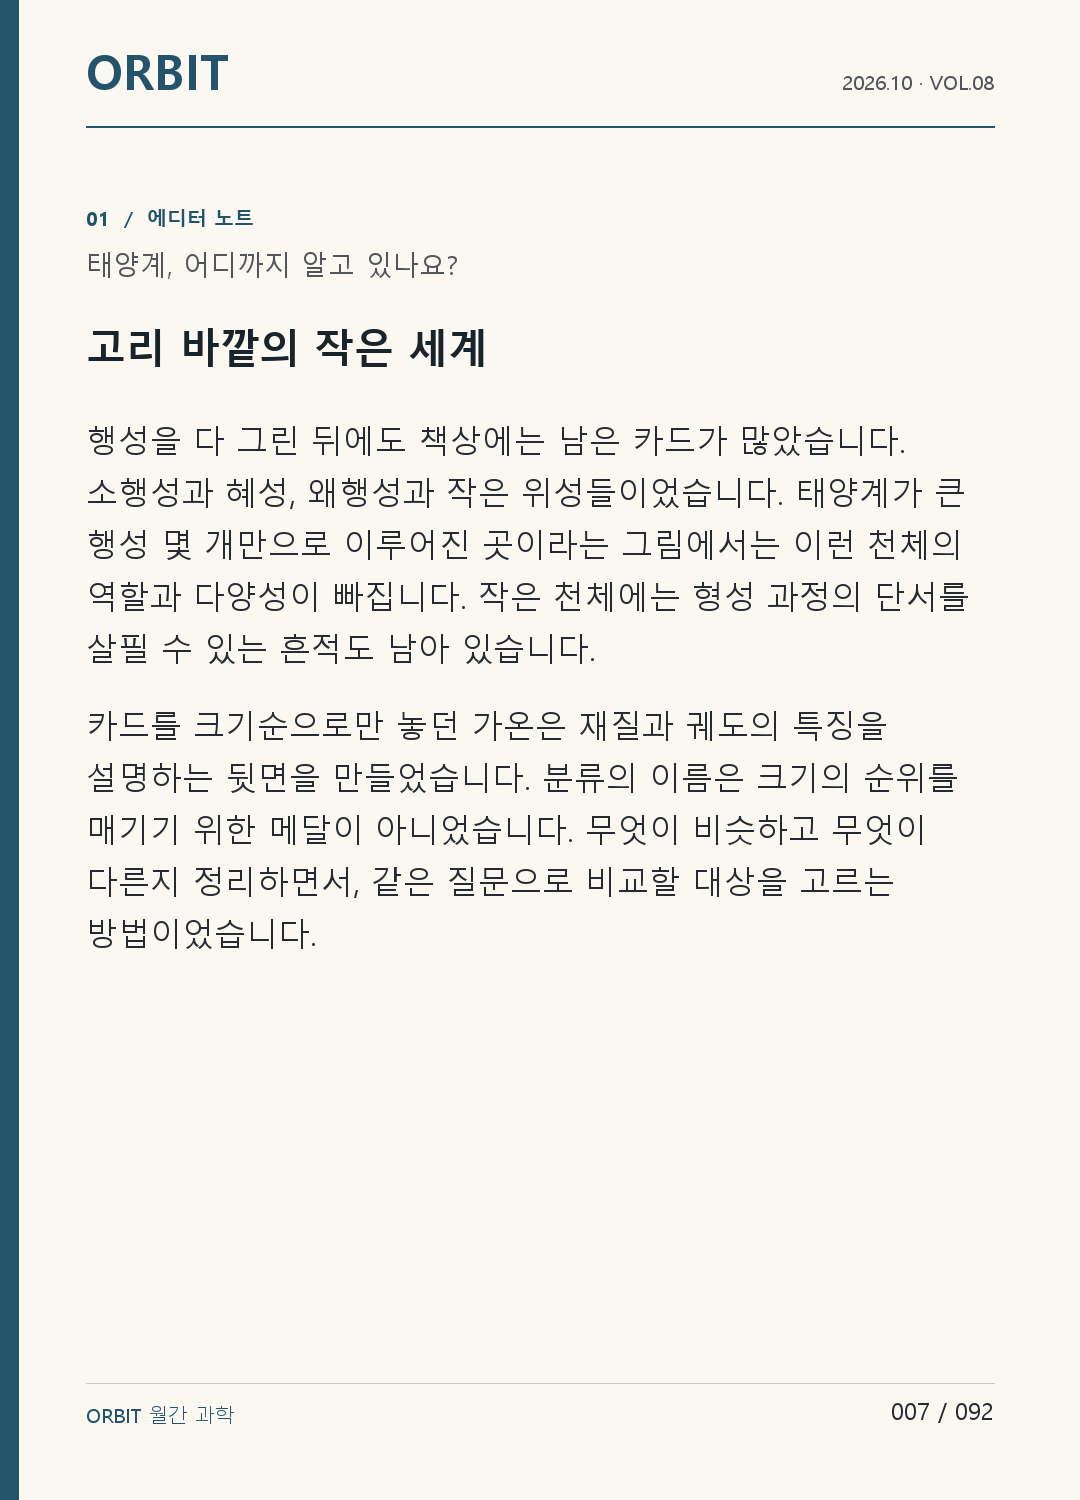 ORBIT
2026.10 · VOL.08
01 / 에디터 노트
태양계, 어디까지 알고 있나요?
고리 바깥의 작은 세계
행성을 다 그린 뒤에도 책상에는 남은 카드가 많았습니다.
소행성과 혜성, 왜행성과 작은 위성들이었습니다. 태양계가 큰
행성 몇 개만으로 이루어진 곳이라는 그림에서는 이런 천체의
역할과 다양성이 빠집니다. 작은 천체에는 형성 과정의 단서를
살필 수 있는 흔적도 남아 있습니다.
카드를 크기순으로만 놓던 가온은 재질과 궤도의 특징을
설명하는 뒷면을 만들었습니다. 분류의 이름은 크기의 순위를
매기기 위한 메달이 아니었습니다. 무엇이 비슷하고 무엇이
다른지 정리하면서, 같은 질문으로 비교할 대상을 고르는
방법이었습니다.
ORBIT 월간 과학
007 / 092